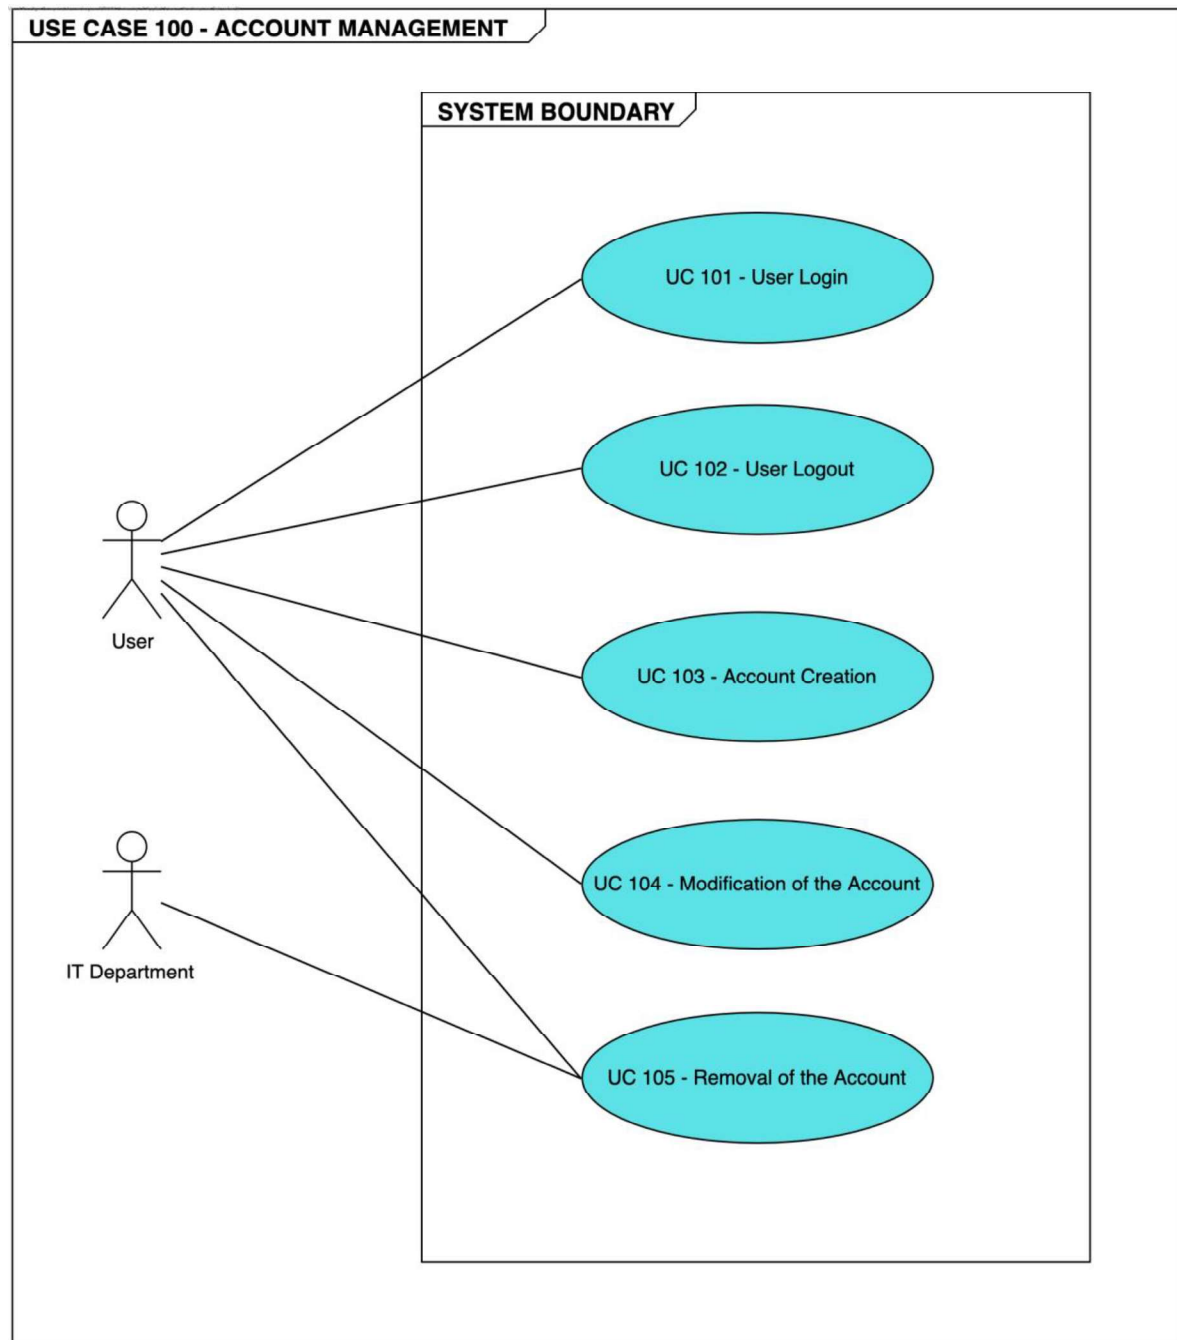 USE CASE 100 - ACCOUNT MANAGEMENT
SYSTEM BOUNDARY
UC 101 - User Login
UC 102 - User Logout
User
UC 103 - Account Creation
UC 104 - Modification of the Account
IT Department
UC 105 - Removal of the Account